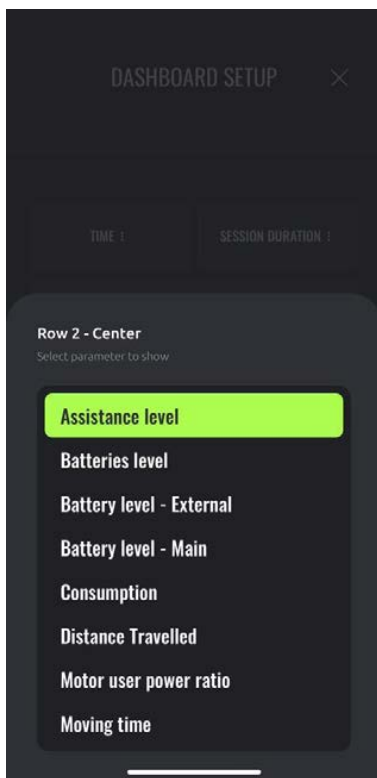 DASHBOARD SETUP
TIME
SESSION DURATION
Row 2 - Center
Select parameter to show
Assistance level
Batteries level
Battery level - External
Battery level - Main
Consumption
Distance Travelled
Motor user power ratio
Moving time